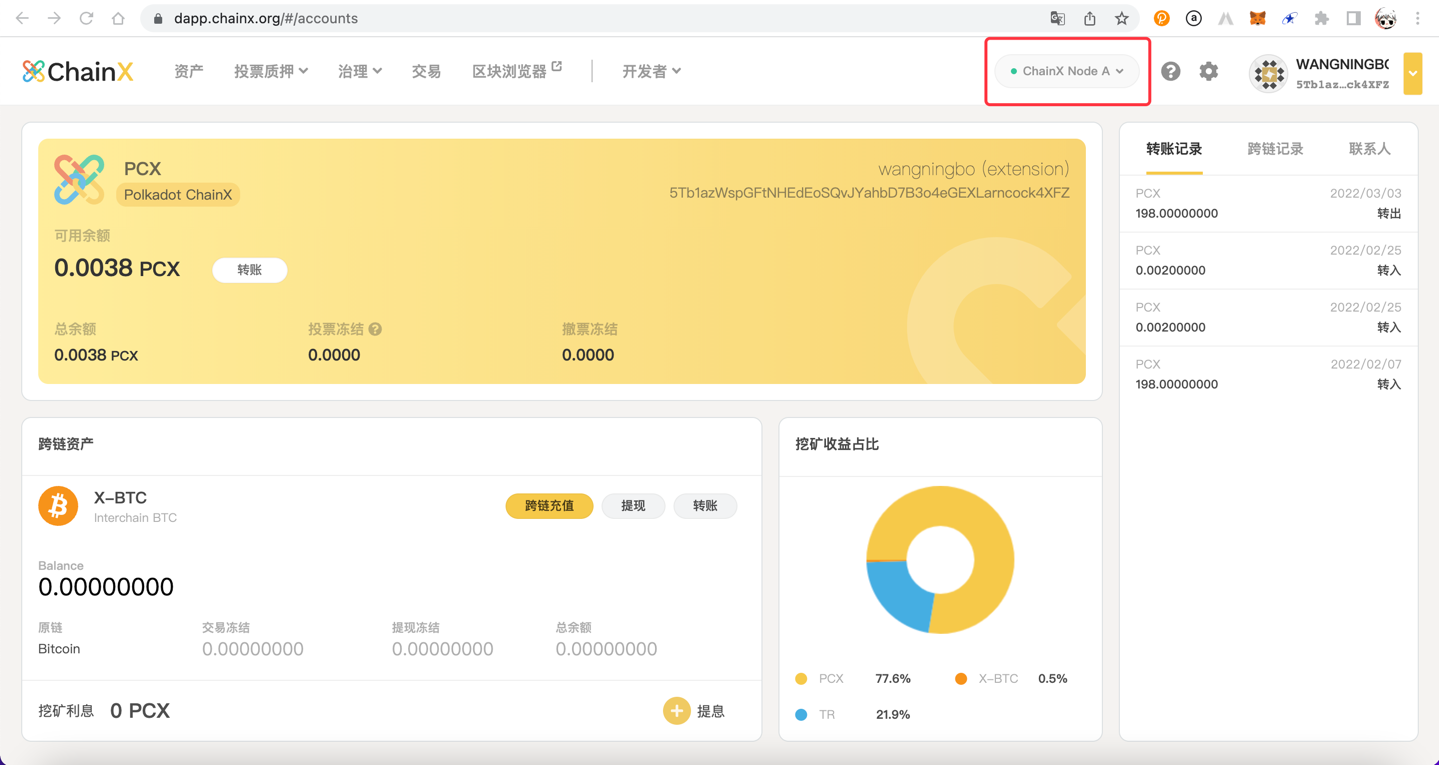 dapp.chainx.org/#/accounts
ChainX
资产
投票质押
治理
交易
区块浏览器
开发者
ChainX Node A
WANGNINGBO
5Tb1az…ck4XFZ
PCX
Polkadot ChainX
wangningbo (extension)
5Tb1azWspGFtNHEdEoSQvJYahbD7B3o4eGEXLarncock4XFZ
可用余额
0.0038 PCX
转账
总余额
投票冻结
撤票冻结
0.0038 PCX
0.0000
0.0000
转账记录
跨链记录
联系人
PCX
2022/03/03
198.00000000
转出
PCX
2022/02/25
0.00200000
转入
PCX
2022/02/25
0.00200000
转入
PCX
2022/02/07
198.00000000
转入
跨链资产
X-BTC
Interchain BTC
跨链充值
提现
转账
Balance
0.00000000
原链
交易冻结
提现冻结
总余额
Bitcoin
0.00000000
0.00000000
0.00000000
挖矿利息
0 PCX
提息
挖矿收益占比
PCX
77.6%
X-BTC
0.5%
TR
21.9%